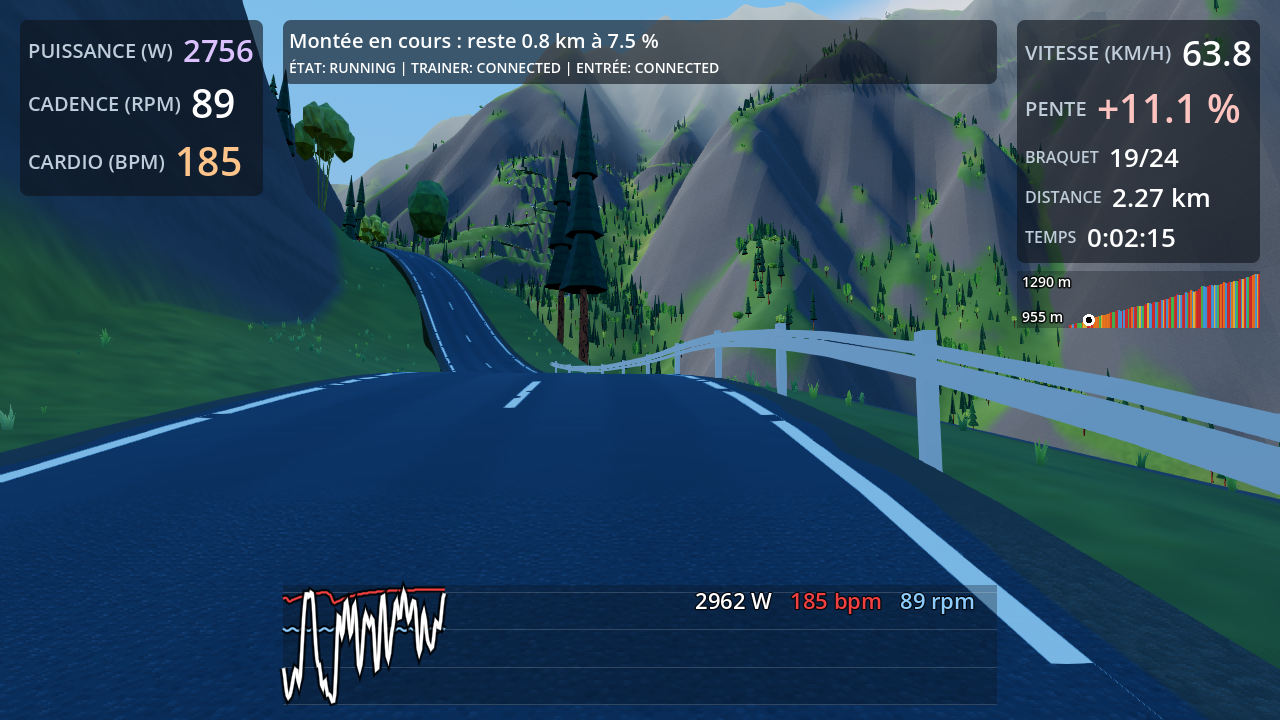 PUISSANCE (W) 2756
CADENCE (RPM) 89
CARDIO (BPM) 185
Montée en cours : reste 0.8 km à 7.5 %
ÉTAT: RUNNING | TRAINER: CONNECTED | ENTRÉE: CONNECTED
VITESSE (KM/H) 63.8
PENTE +11.1 %
BRAQUET 19/24
DISTANCE 2.27 km
TEMPS 0:02:15
1290 m
955 m
2962 W 185 bpm 89 rpm